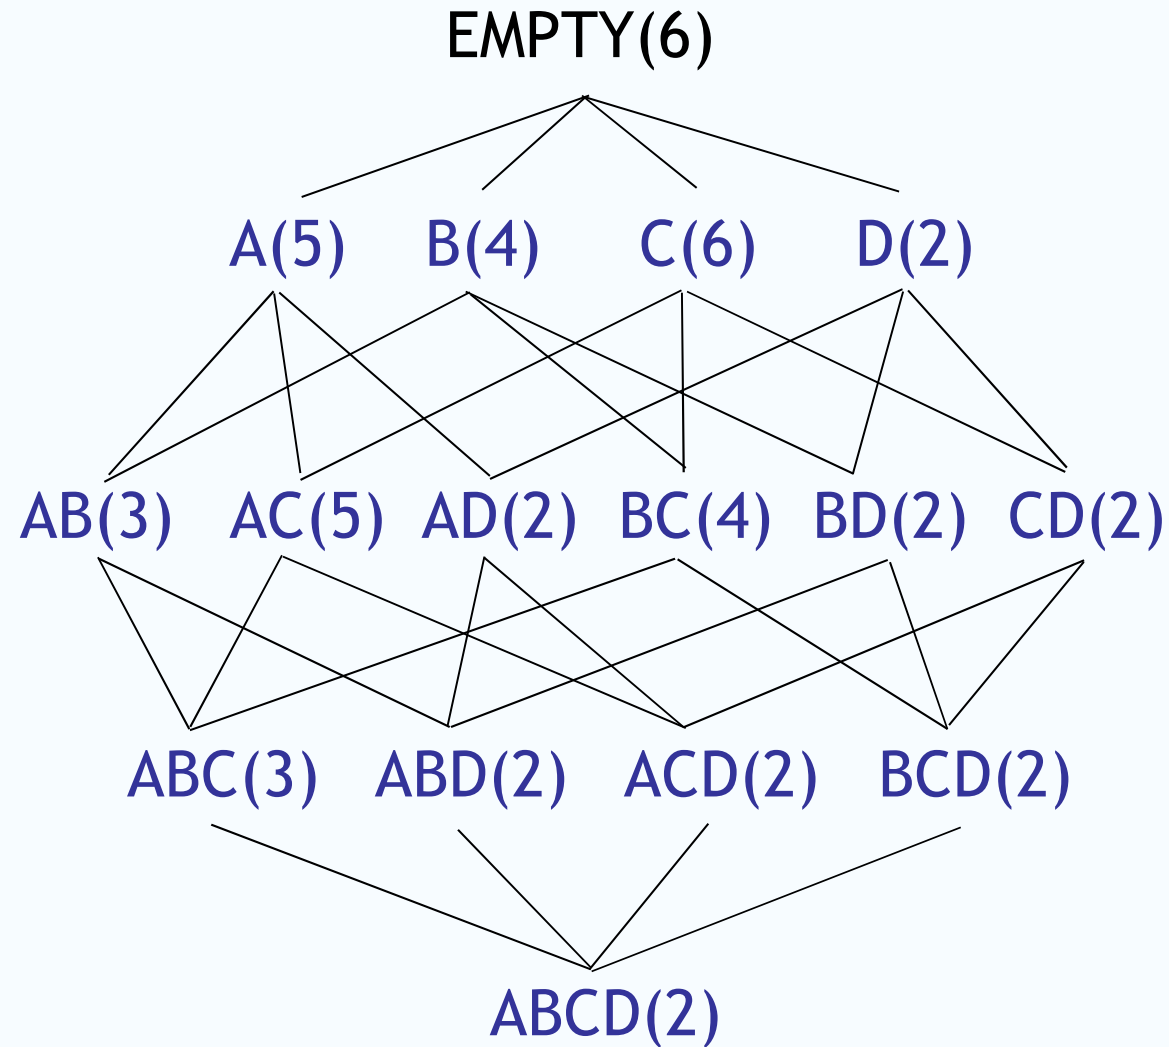 EMPTY(6)
A(5) B(4) C(6) D(2)
AB(3) AC(5) AD(2) BC(4) BD(2) CD(2)
ABC(3) ABD(2) ACD(2) BCD(2)
ABCD(2)